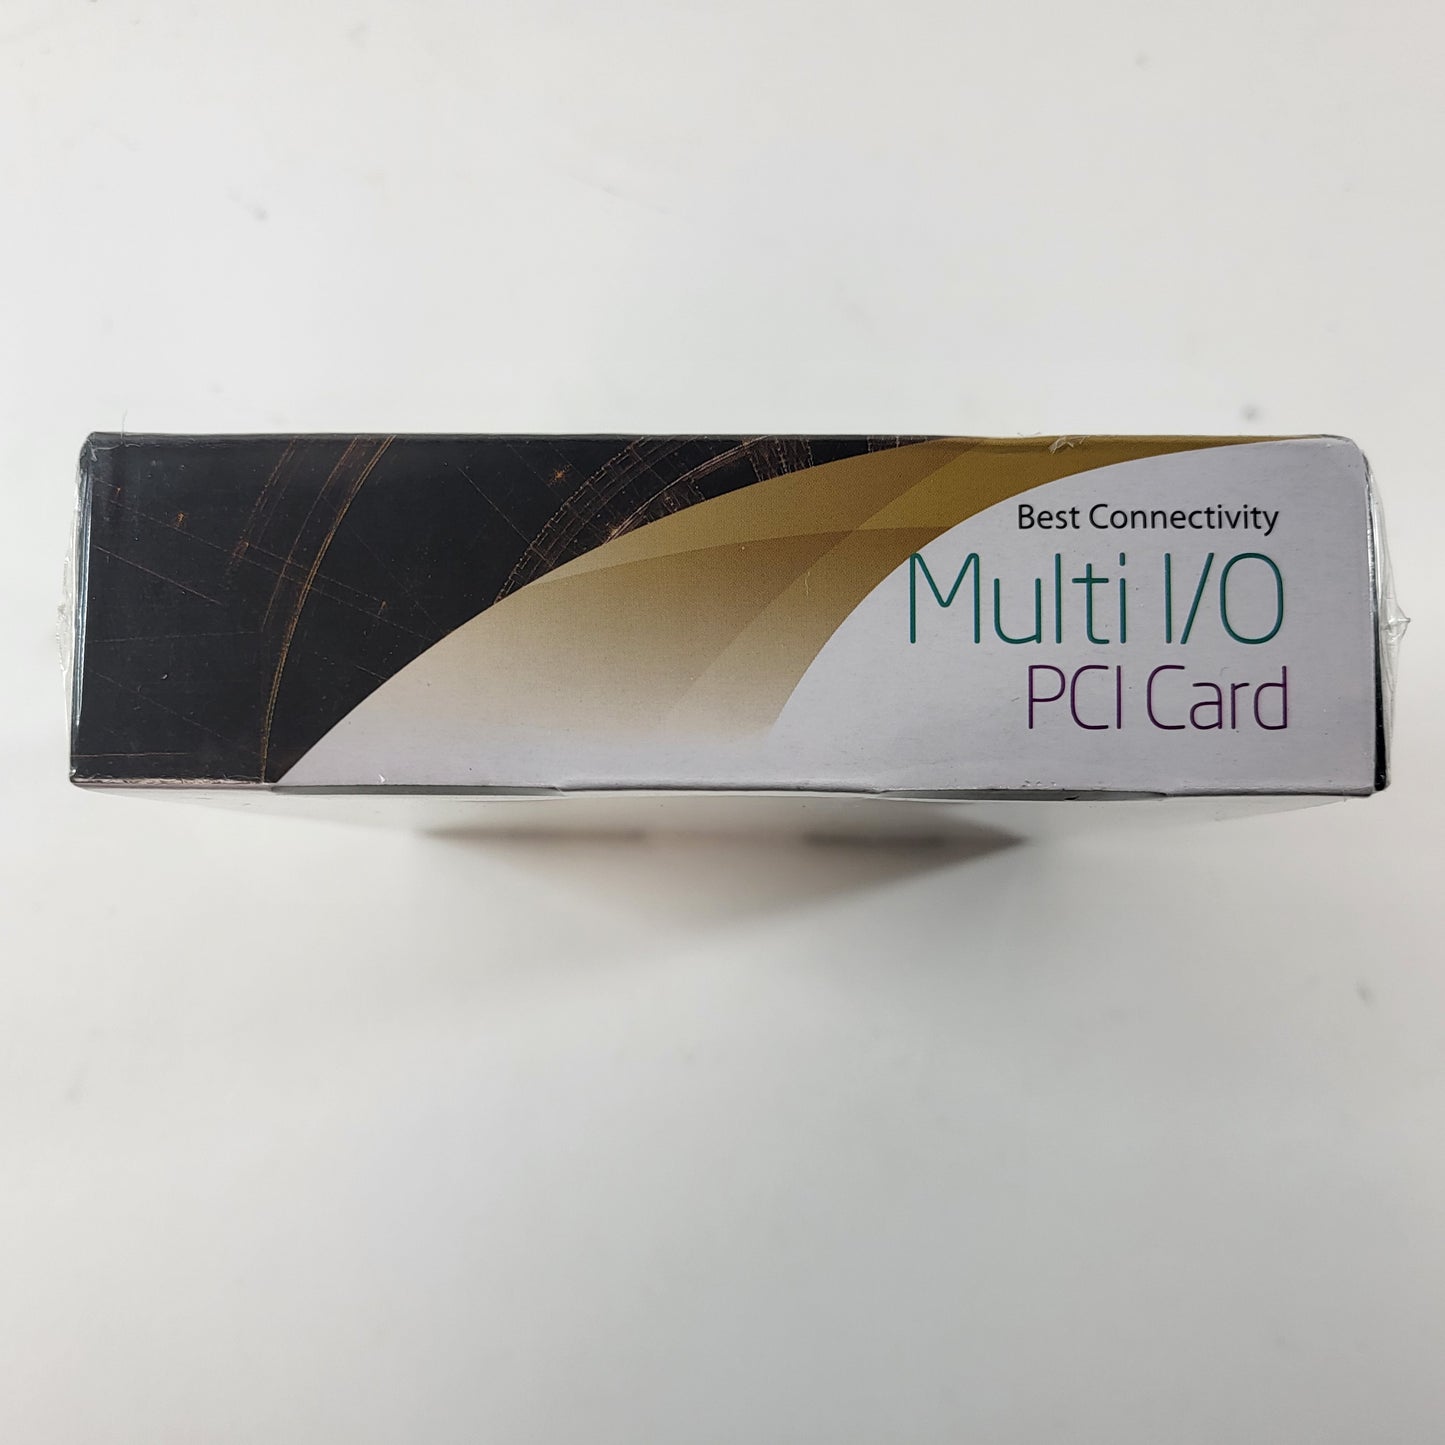 Best Connectivity
Multi I/O
PCI Card